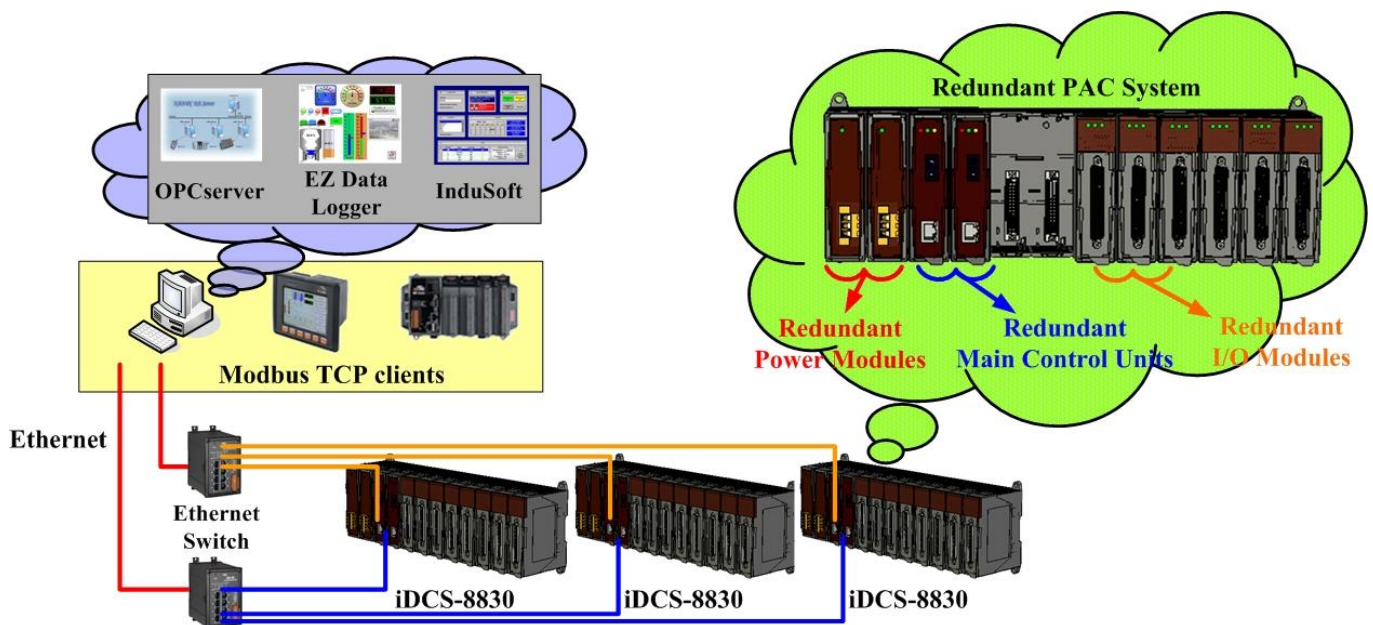 Redundant PAC System
OPCserver
EZ Data
Logger
InduSoft
Redundant
Power Modules
Redundant
Main Control Units
Redundant
I/O Modules
Modbus TCP clients
Ethernet
Ethernet
Switch
iDCS-8830
iDCS-8830
iDCS-8830